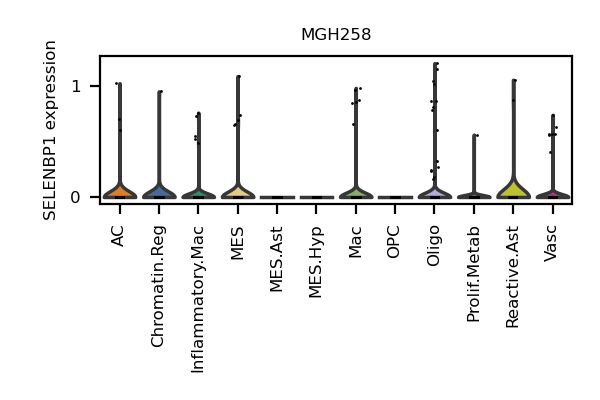 MGH258
SELENBP1 expression
1
0
AC
Chromatin.Reg
Inflammatory.Mac
MES
MES.Ast
MES.Hyp
Mac
OPC
Oligo
Prolif.Metab
Reactive.Ast
Vasc